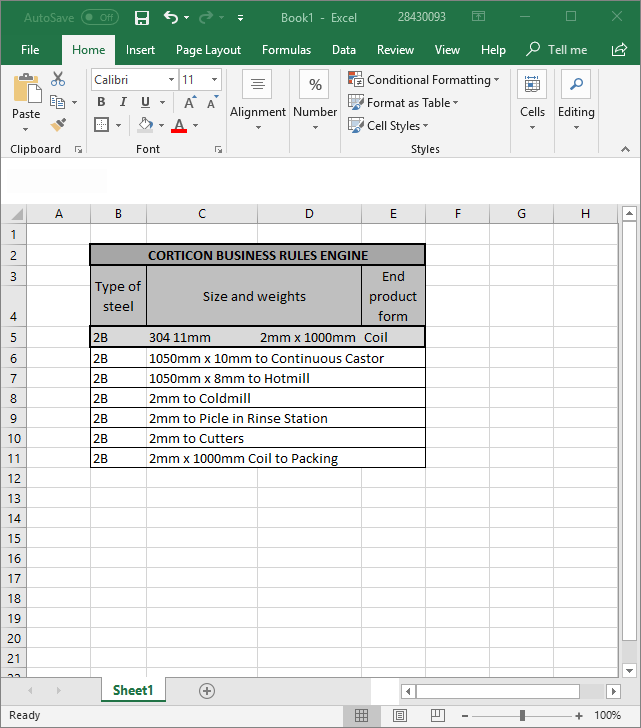 AutoSave Off Book1 - Excel 28430093
File Home Insert Page Layout Formulas Data Review View Help Tell me
Paste
Clipboard
Calibri 11
B I U A A
A
Font
Alignment
% Number
Conditional Formatting
Format as Table
Cell Styles
Styles
Cells
Editing
A B C D E F G H
1
2 CORTICON BUSINESS RULES ENGINE
3 Type of steel Size and weights End product form
4
5 2B 304 11mm 2mm x 1000mm Coil
6 2B 1050mm x 10mm to Continuous Castor
7 2B 1050mm x 8mm to Hotmill
8 2B 2mm to Coldmill
9 2B 2mm to Picle in Rinse Station
10 2B 2mm to Cutters
11 2B 2mm x 1000mm Coil to Packing
12
13
14
15
16
17
18
19
20
21
Sheet1
Ready 100%